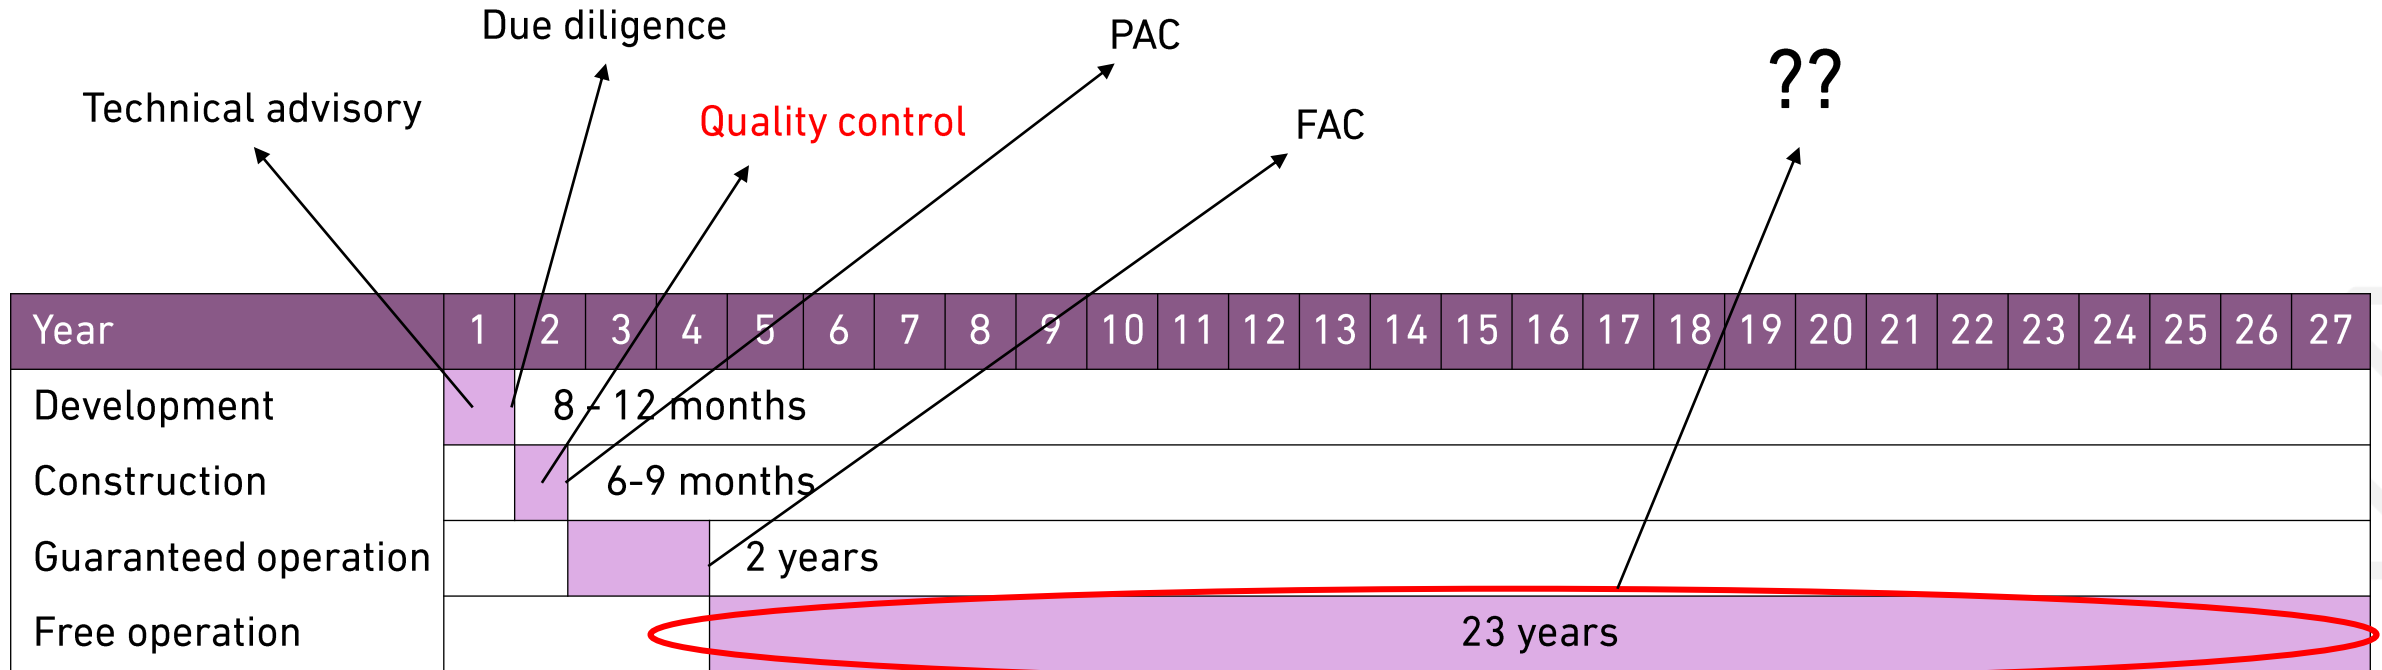 Due diligence
PAC
??
Technical advisory
Quality control
FAC
Year 1 2 3 4 5 6 7 8 9 10 11 12 13 14 15 16 17 18 19 20 21 22 23 24 25 26 27
Development 8 - 12 months
Construction 6-9 months
Guaranteed operation 2 years
Free operation 23 years